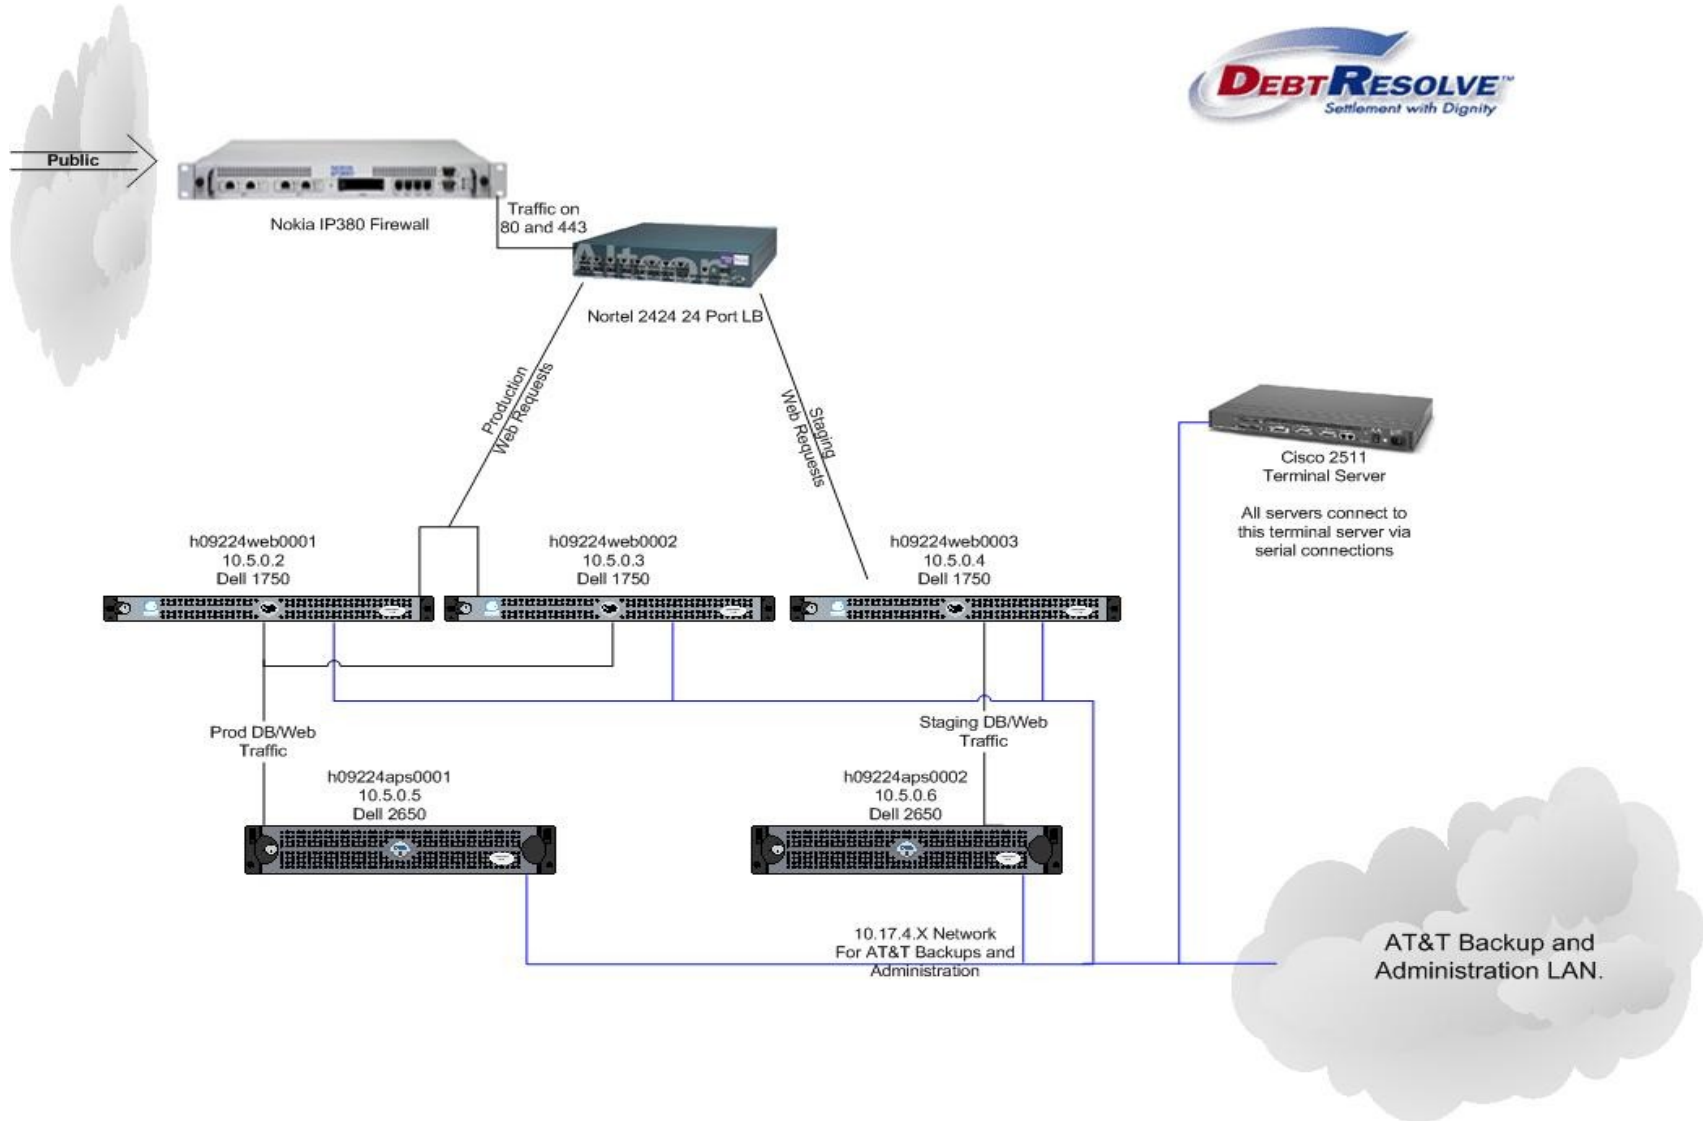 DEBTRESOLVE™
Settlement with Dignity
Public
Nokia IP380 Firewall
Traffic on
80 and 443
Alteon
Nortel 2424 24 Port LB
Production
Web Requests
Staging
Web Requests
Cisco 2511
Terminal Server
All servers connect to
this terminal server via
serial connections
h09224web0001
10.5.0.2
Dell 1750
h09224web0002
10.5.0.3
Dell 1750
h09224web0003
10.5.0.4
Dell 1750
Prod DB/Web
Traffic
Staging DB/Web
Traffic
h09224aps0001
10.5.0.5
Dell 2650
h09224aps0002
10.5.0.6
Dell 2650
10.17.4.X Network
For AT&T Backups and
Administration
AT&T Backup and
Administration LAN.